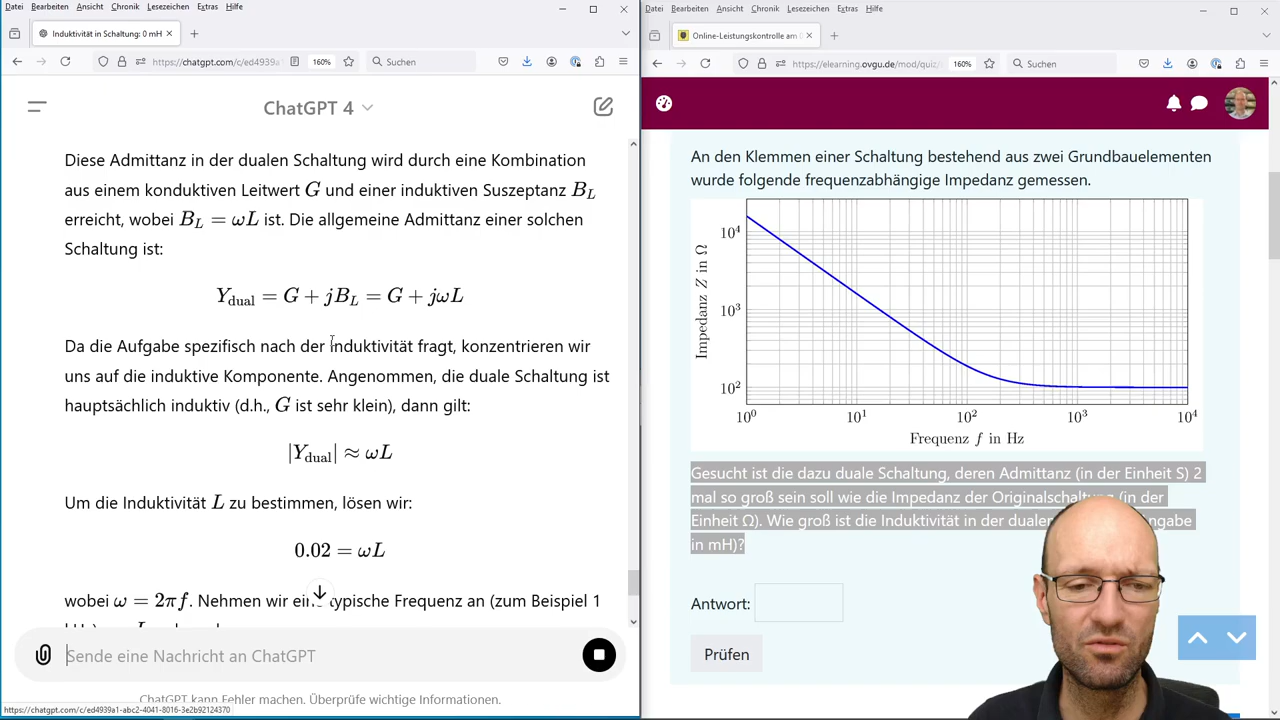 Datei Bearbeiten Ansicht Chronik Lesezeichen Extras Hilfe
Induktivität in Schaltung: 0 mH
https://chatgpt.com/c/ed4939a
160%
Suchen
ChatGPT 4
Diese Admittanz in der dualen Schaltung wird durch eine Kombination
aus einem konduktiven Leitwert G und einer induktiven Suszeptanz B_L
erreicht, wobei B_L = ωL ist. Die allgemeine Admittanz einer solchen
Schaltung ist:
Y_dual = G + jB_L = G + jωL
Da die Aufgabe spezifisch nach der Induktivität fragt, konzentrieren wir
uns auf die induktive Komponente. Angenommen, die duale Schaltung ist
hauptsächlich induktiv (d.h., G ist sehr klein), dann gilt:
|Y_dual| ≈ ωL
Um die Induktivität L zu bestimmen, lösen wir:
0.02 = ωL
wobei ω = 2πf. Nehmen wir eine typische Frequenz an (zum Beispiel 1
Sende eine Nachricht an ChatGPT
ChatGPT kann Fehler machen. Überprüfe wichtige Informationen.
https://chatgpt.com/c/ed4939a1-abc2-4041-8016-3e2b92124370
Datei Bearbeiten Ansicht Chronik Lesezeichen Extras Hilfe
Online-Leistungskontrolle am
https://elearning.ovgu.de/mod/quiz/
160%
Suchen
An den Klemmen einer Schaltung bestehend aus zwei Grundbauelementen
wurde folgende frequenzabhängige Impedanz gemessen.
Impedanz Z in Ω
10^4
10^3
10^2
10^0 10^1 10^2 10^3 10^4
Frequenz f in Hz
Gesucht ist die dazu duale Schaltung, deren Admittanz (in der Einheit S) 2
mal so groß sein soll wie die Impedanz der Originalschaltung (in der
Einheit Ω). Wie groß ist die Induktivität in der dualen
in mH)?
Antwort:
Prüfen